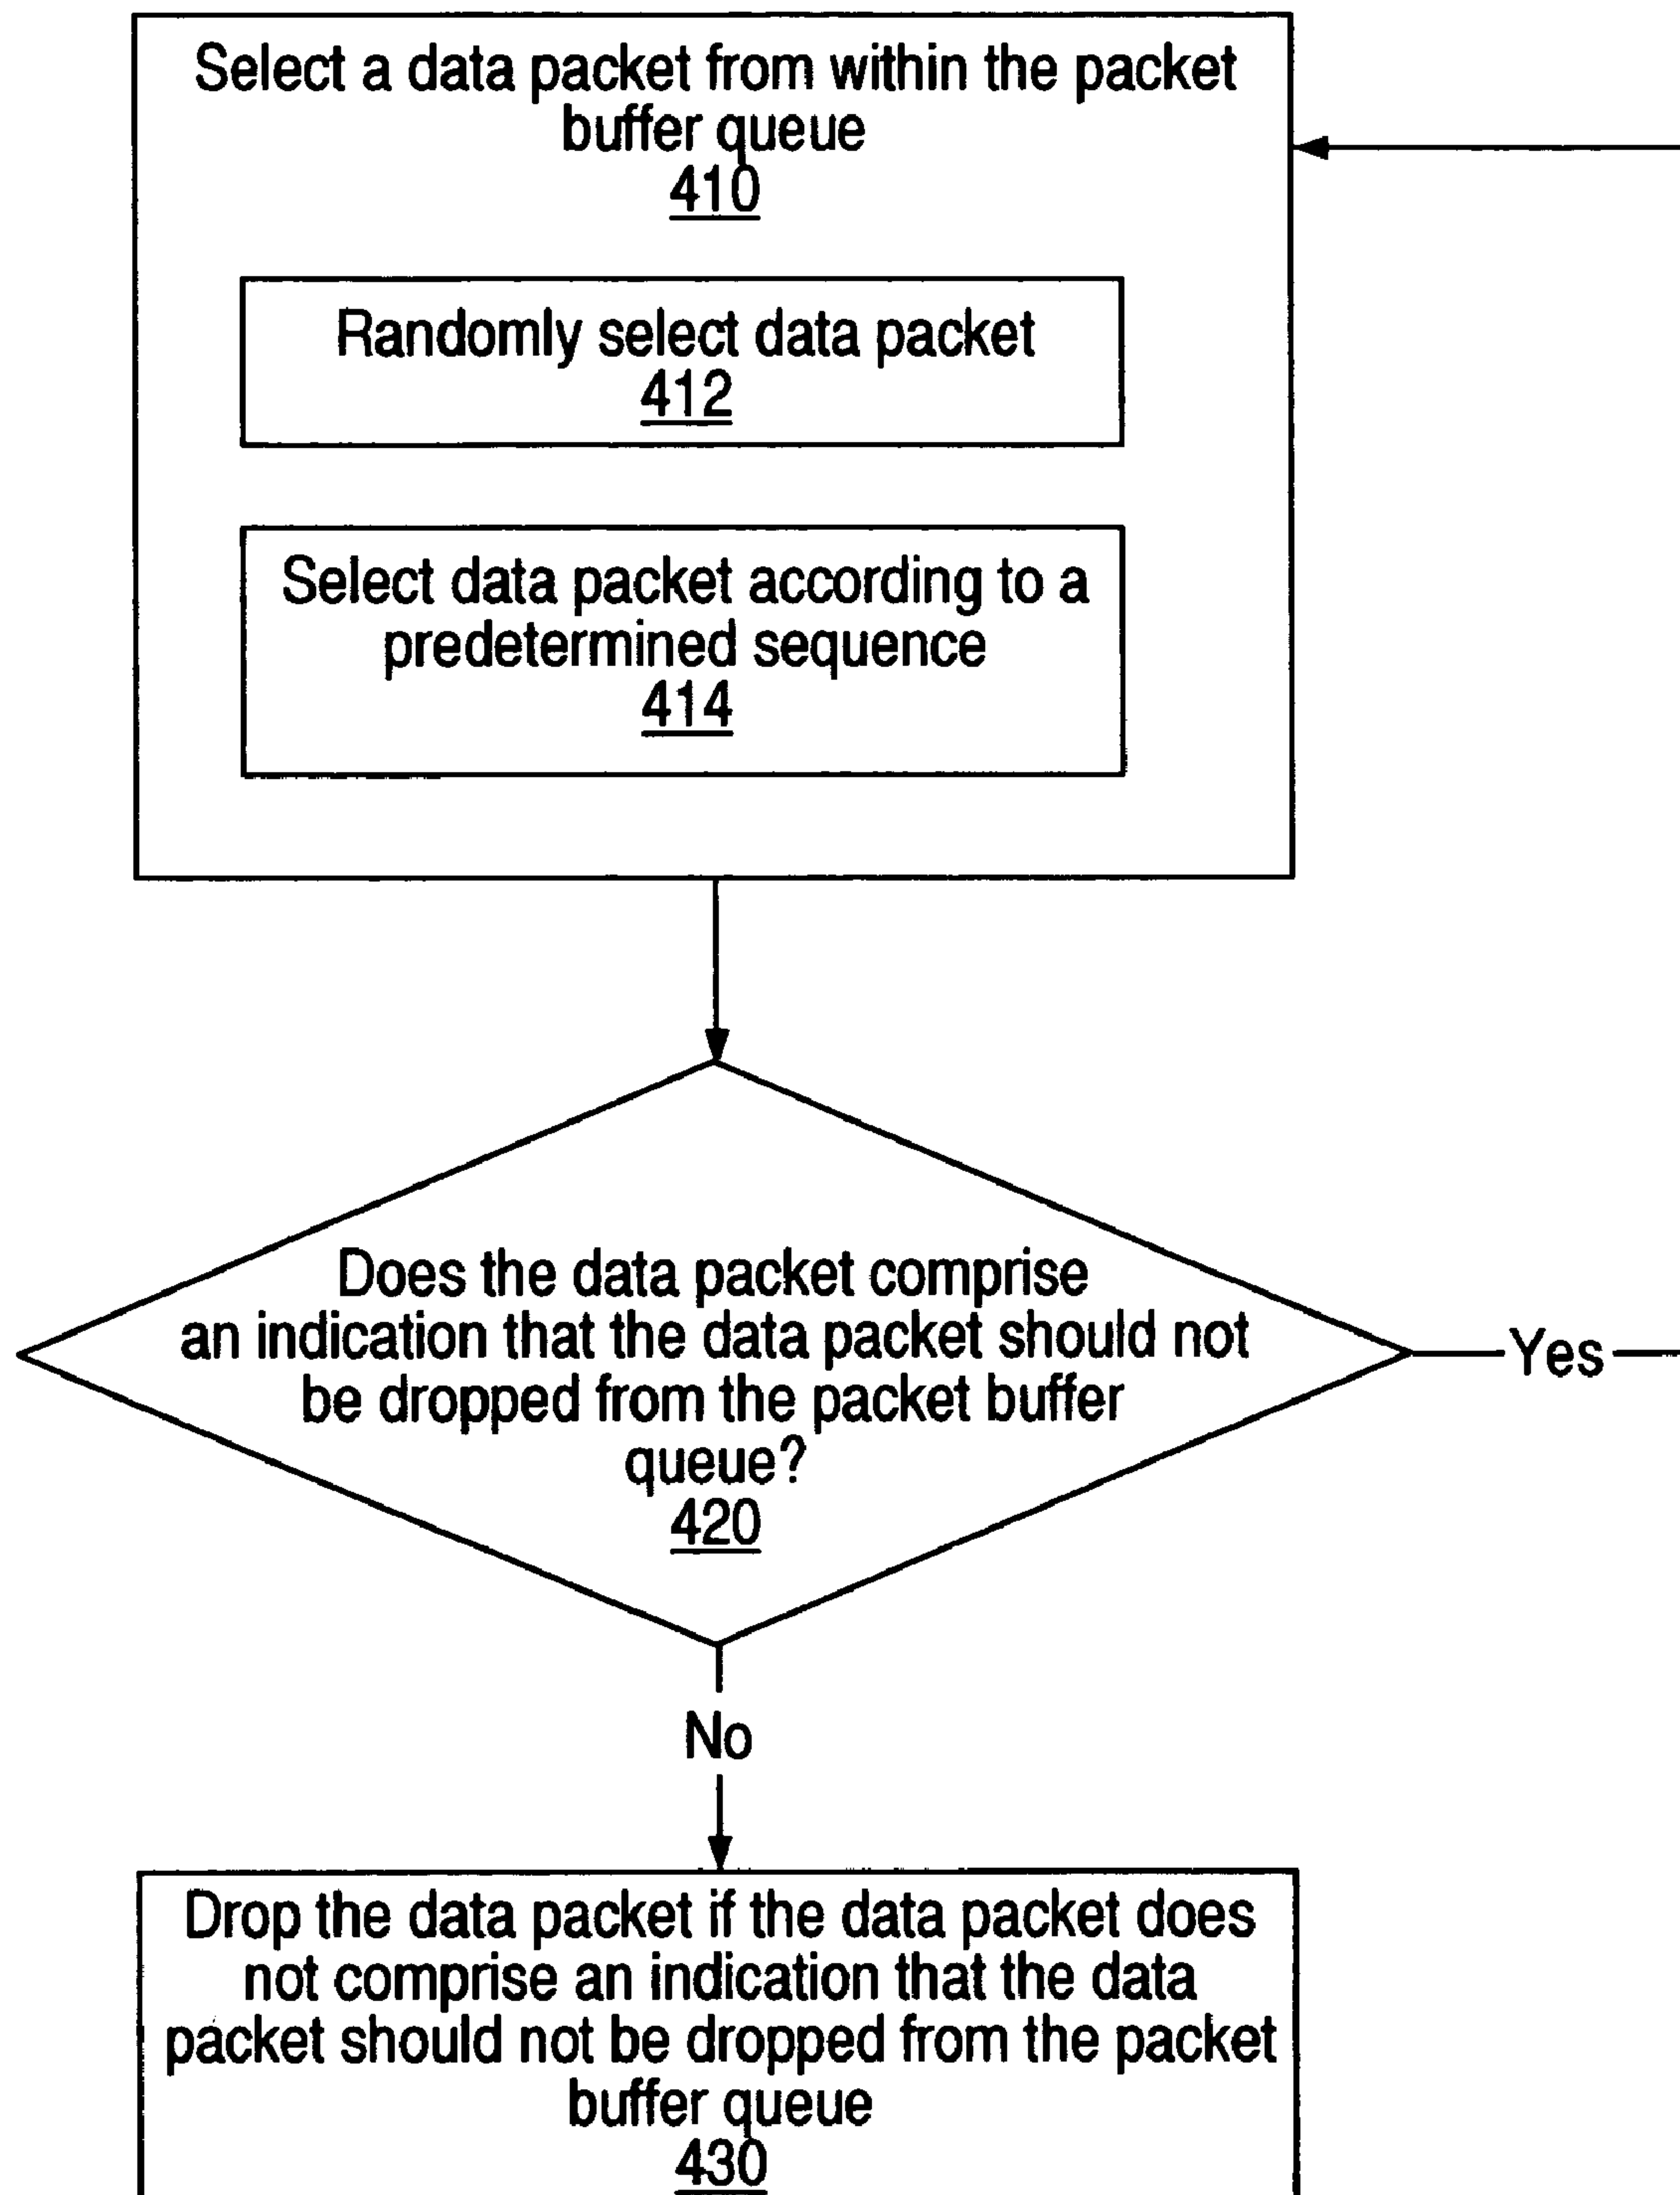 Select a data packet from within the packet
buffer queue
410
Randomly select data packet
412
Select data packet according to a
predetermined sequence
414
Does the data packet comprise
an indication that the data packet should not
be dropped from the packet buffer
queue?
420
Yes
No
Drop the data packet if the data packet does
not comprise an indication that the data
packet should not be dropped from the packet
buffer queue
430